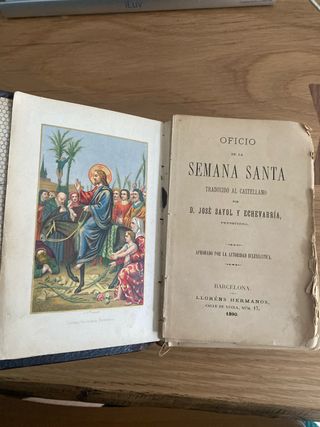 iLuv
OFICIO
DE LA
SEMANA SANTA
TRADUCIDO AL CASTELLANO
POR
D. JOSÉ SAYOL Y ECHEVARRÍA,
PRESBÍTERO.
APROBADO POR LA AUTORIDAD ECLESIÁSTICA.
BARCELONA.
LLORÉNS HERMANOS,
CALLE DE
NÚM. 17,
1890.